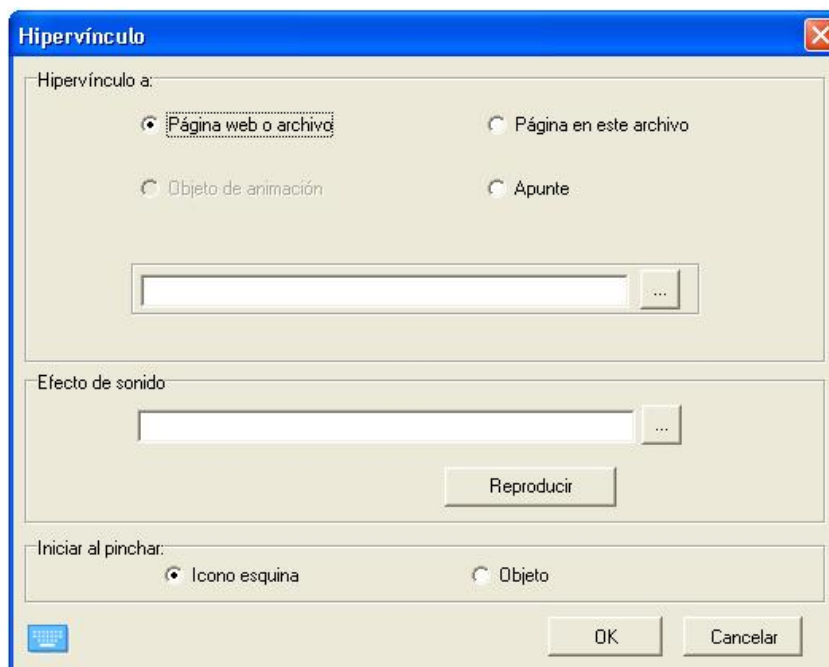 Hipervínculo
Hipervínculo a:
Página web o archivo
Página en este archivo
Objeto de animación
Apunte
...
Efecto de sonido
...
Reproducir
Iniciar al pinchar:
Icono esquina
Objeto
OK
Cancelar